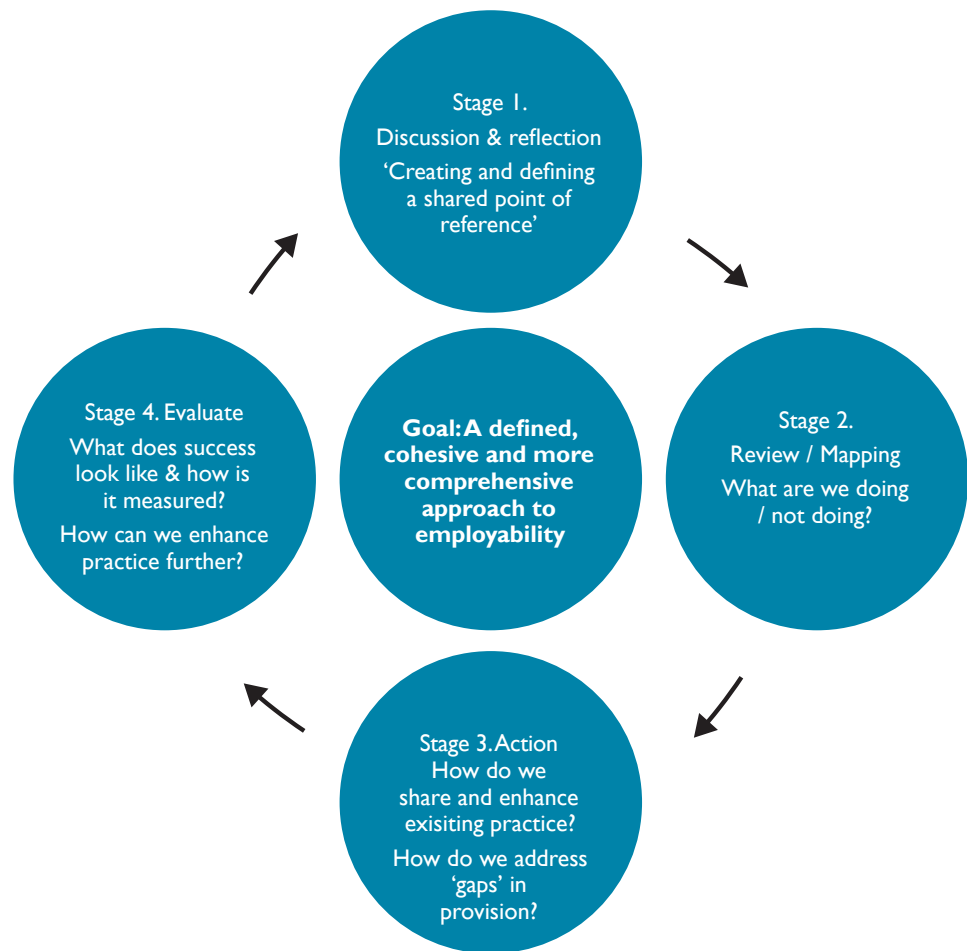 Stage 1.
Discussion & reflection
‘Creating and defining
a shared point of
reference’
Stage 2.
Review / Mapping
What are we doing
/ not doing?
Stage 3. Action
How do we
share and enhance
exisiting practice?
How do we address
‘gaps’ in
provision?
Stage 4. Evaluate
What does success
look like & how is
it measured?
How can we enhance
practice further?
Goal: A defined,
cohesive and more
comprehensive
approach to
employability